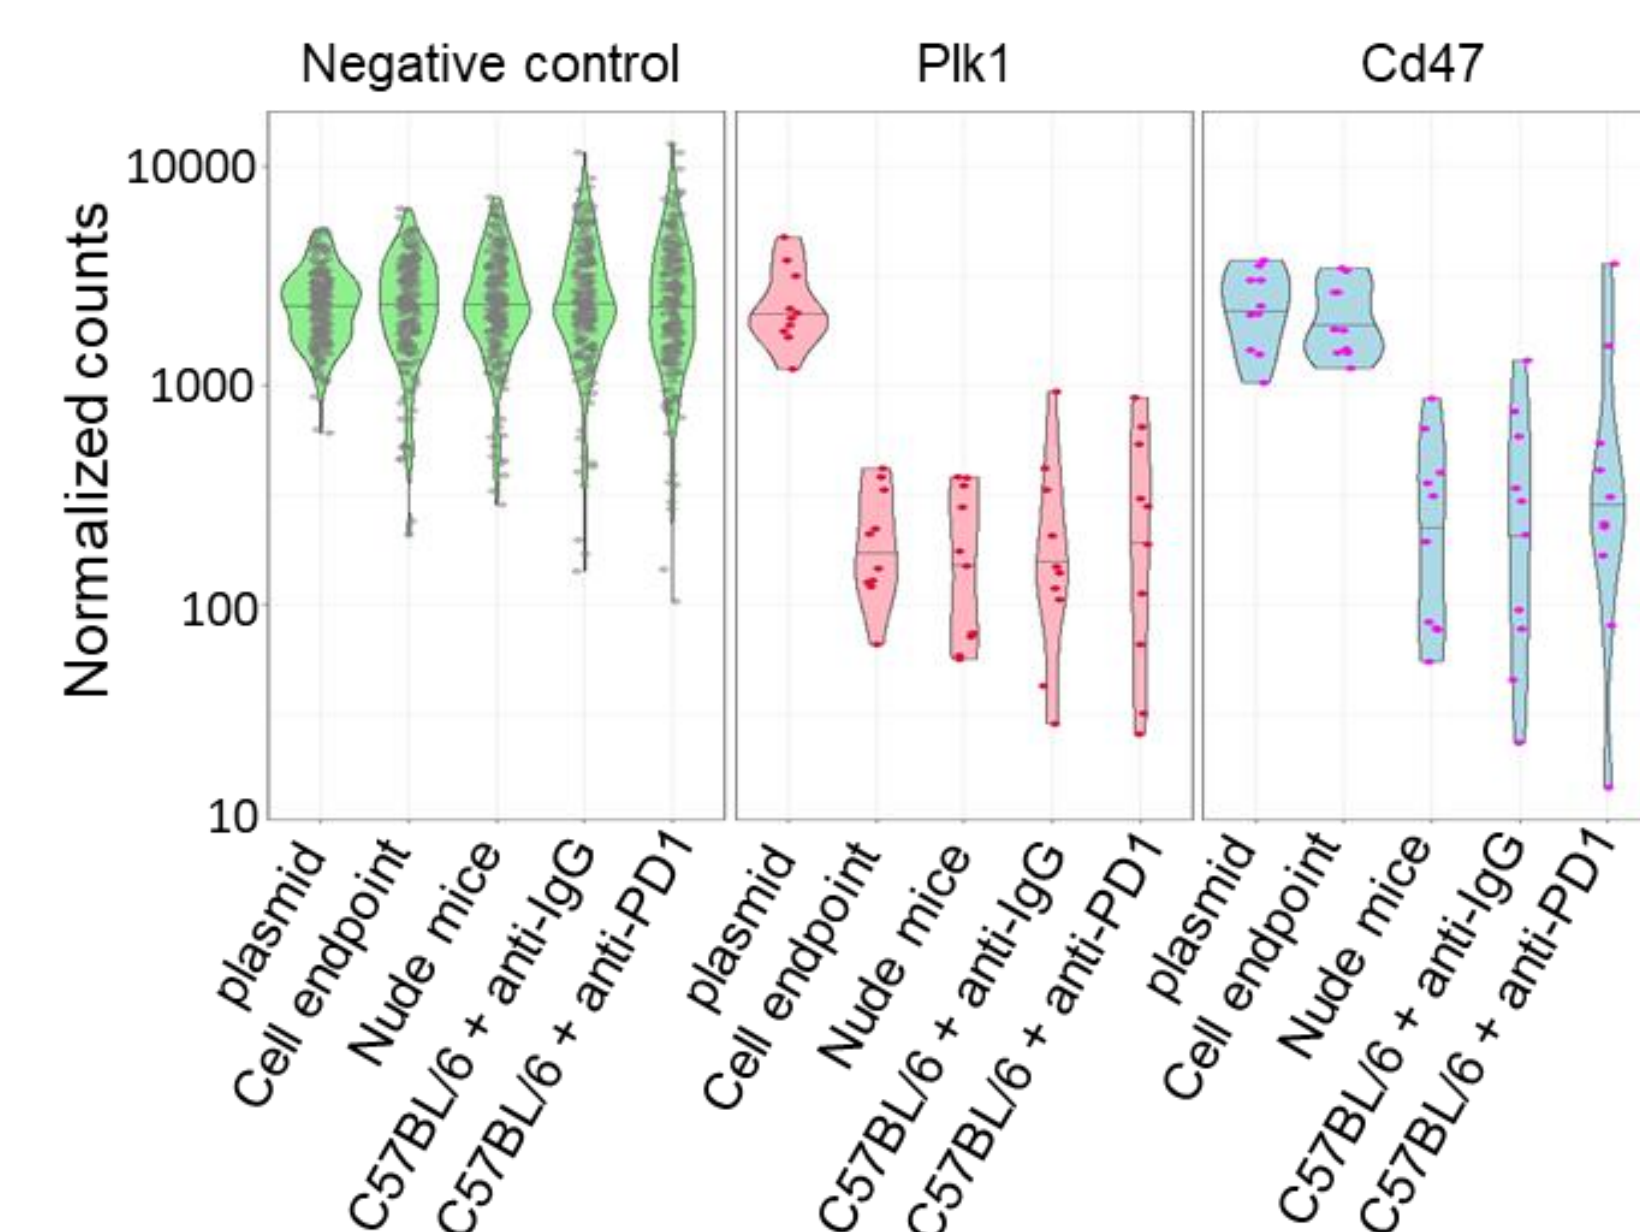 Negative control
Plk1
Cd47
Normalized counts
10000
1000
100
10
plasmid
Cell endpoint
Nude mice
C57BL/6 + anti-IgG
C57BL/6 + anti-PD1
plasmid
Cell endpoint
Nude mice
C57BL/6 + anti-IgG
C57BL/6 + anti-PD1
plasmid
Cell endpoint
Nude mice
C57BL/6 + anti-IgG
C57BL/6 + anti-PD1